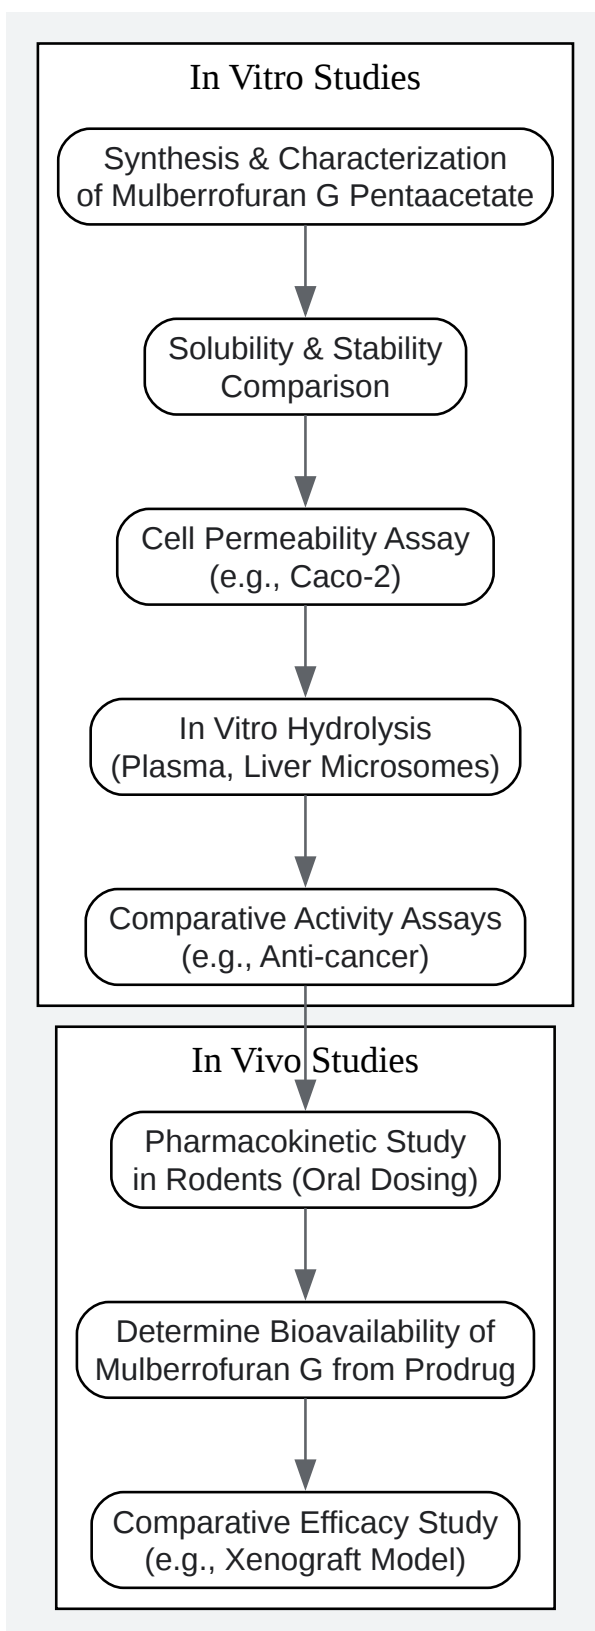 In Vitro Studies
Synthesis & Characterization
of Mulberrofuran G Pentaacetate
Solubility & Stability
Comparison
Cell Permeability Assay
(e.g., Caco-2)
In Vitro Hydrolysis
(Plasma, Liver Microsomes)
Comparative Activity Assays
(e.g., Anti-cancer)
In Vivo Studies
Pharmacokinetic Study
in Rodents (Oral Dosing)
Determine Bioavailability of
Mulberrofuran G from Prodrug
Comparative Efficacy Study
(e.g., Xenograft Model)